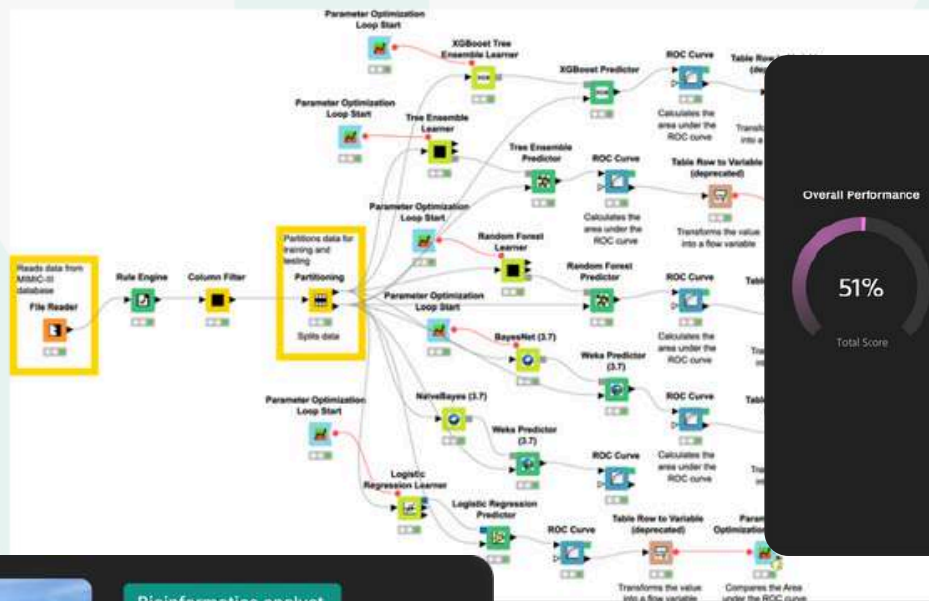 Parameter Optimization
Loop Start
XGBoost Tree
Ensemble Learner
XGBoost Predictor
ROC Curve
Table Row
Calculates the
area under the
ROC curve
Parameter Optimization
Loop Start
Tree Ensemble
Learner
Tree Ensemble
Predictor
ROC Curve
Table Row to Variable
(deprecated)
Calculates the
area under the
ROC curve
Transforms the value
into a flow variable
Overall Performance
51%
Total Score
Parameter Optimization
Loop Start
Random Forest
Learner
Random Forest
Predictor
ROC Curve
Calculates the
area under the
ROC curve
Reads data from
MIMIC-III
database
File Reader
Rule Engine
Column Filter
Partitions data for
training and
testing
Partitioning
Splits data
Parameter Optimization
Loop Start
BayesNet (3.7)
Weka Predictor
(3.7)
ROC Curve
Calculates the
area under the
ROC curve
NaiveBayes (3.7)
Weka Predictor
(3.7)
ROC Curve
Parameter Optimization
Loop Start
Logistic
Regression Learner
Logistic Regression
Predictor
ROC Curve
Table Row to Variable
(deprecated)
Transforms the value
into a flow variable
Compares the Area
under the ROC curve
Bioinformatics analyst